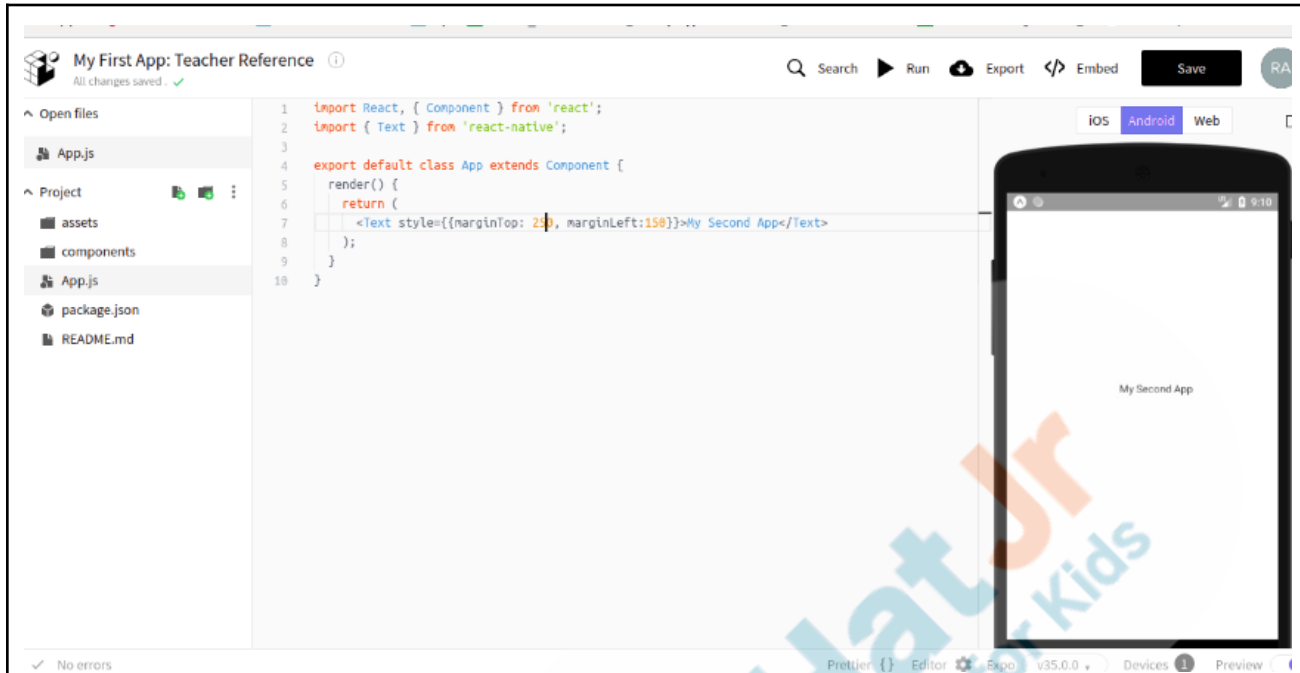 My First App: Teacher Reference
All changes saved.
Search
Run
Export
Embed
Save
RA
Open files
App.js
Project
assets
components
App.js
package.json
README.md
1 import React, { Component } from 'react';
2 import { Text } from 'react-native';
3
4 export default class App extends Component {
5 render() {
6 return (
7 <Text style={{marginTop: 250, marginLeft:150}}>My Second App</Text>
8 );
9 }
10 }
iOS
Android
Web
9:10
My Second App
Jr
for Kids
No errors
Prettier {}
Editor
Expo
v35.0.0
Devices 1
Preview